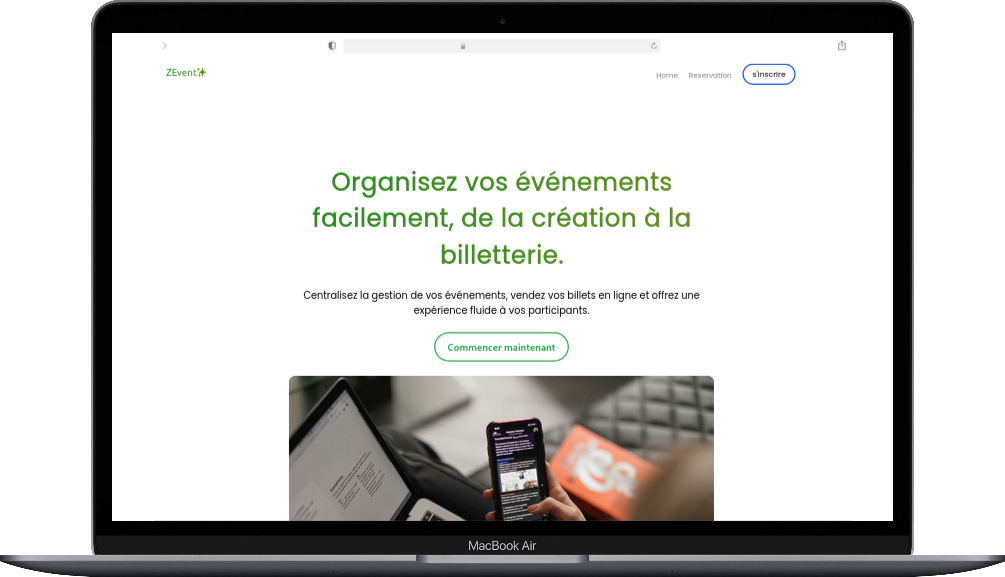 ZEvent
Home Reservation s'inscrire
Organisez vos événements
facilement, de la création à la
billetterie.
Centralisez la gestion de vos événements, vendez vos billets en ligne et offrez une
expérience fluide à vos participants.
Commencer maintenant
MacBook Air